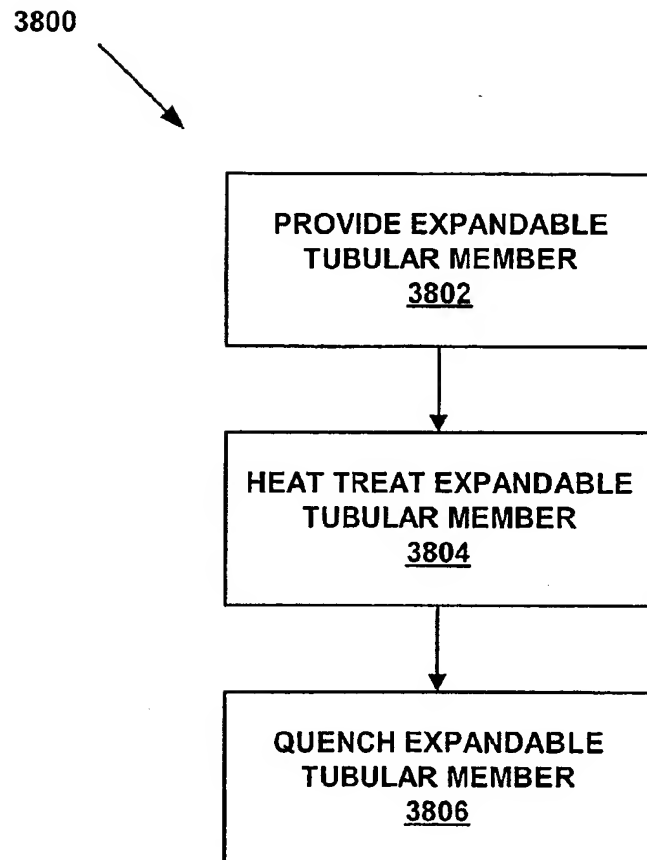 3800
PROVIDE EXPANDABLE
TUBULAR MEMBER
3802
HEAT TREAT EXPANDABLE
TUBULAR MEMBER
3804
QUENCH EXPANDABLE
TUBULAR MEMBER
3806